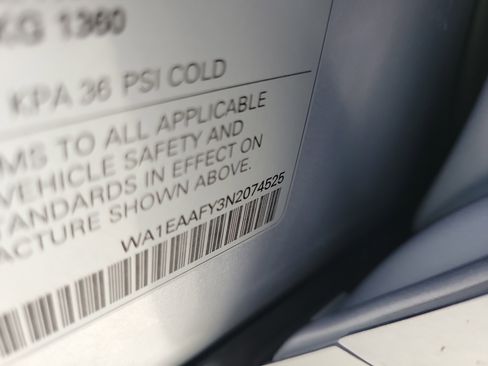 KG 1360
KPA 36 PSI COLD
MS TO ALL APPLICABLE
VEHICLE SAFETY AND
ANDARDS IN EFFECT ON
ACTURE SHOWN ABOVE.
WA1EAAFY3N2074525